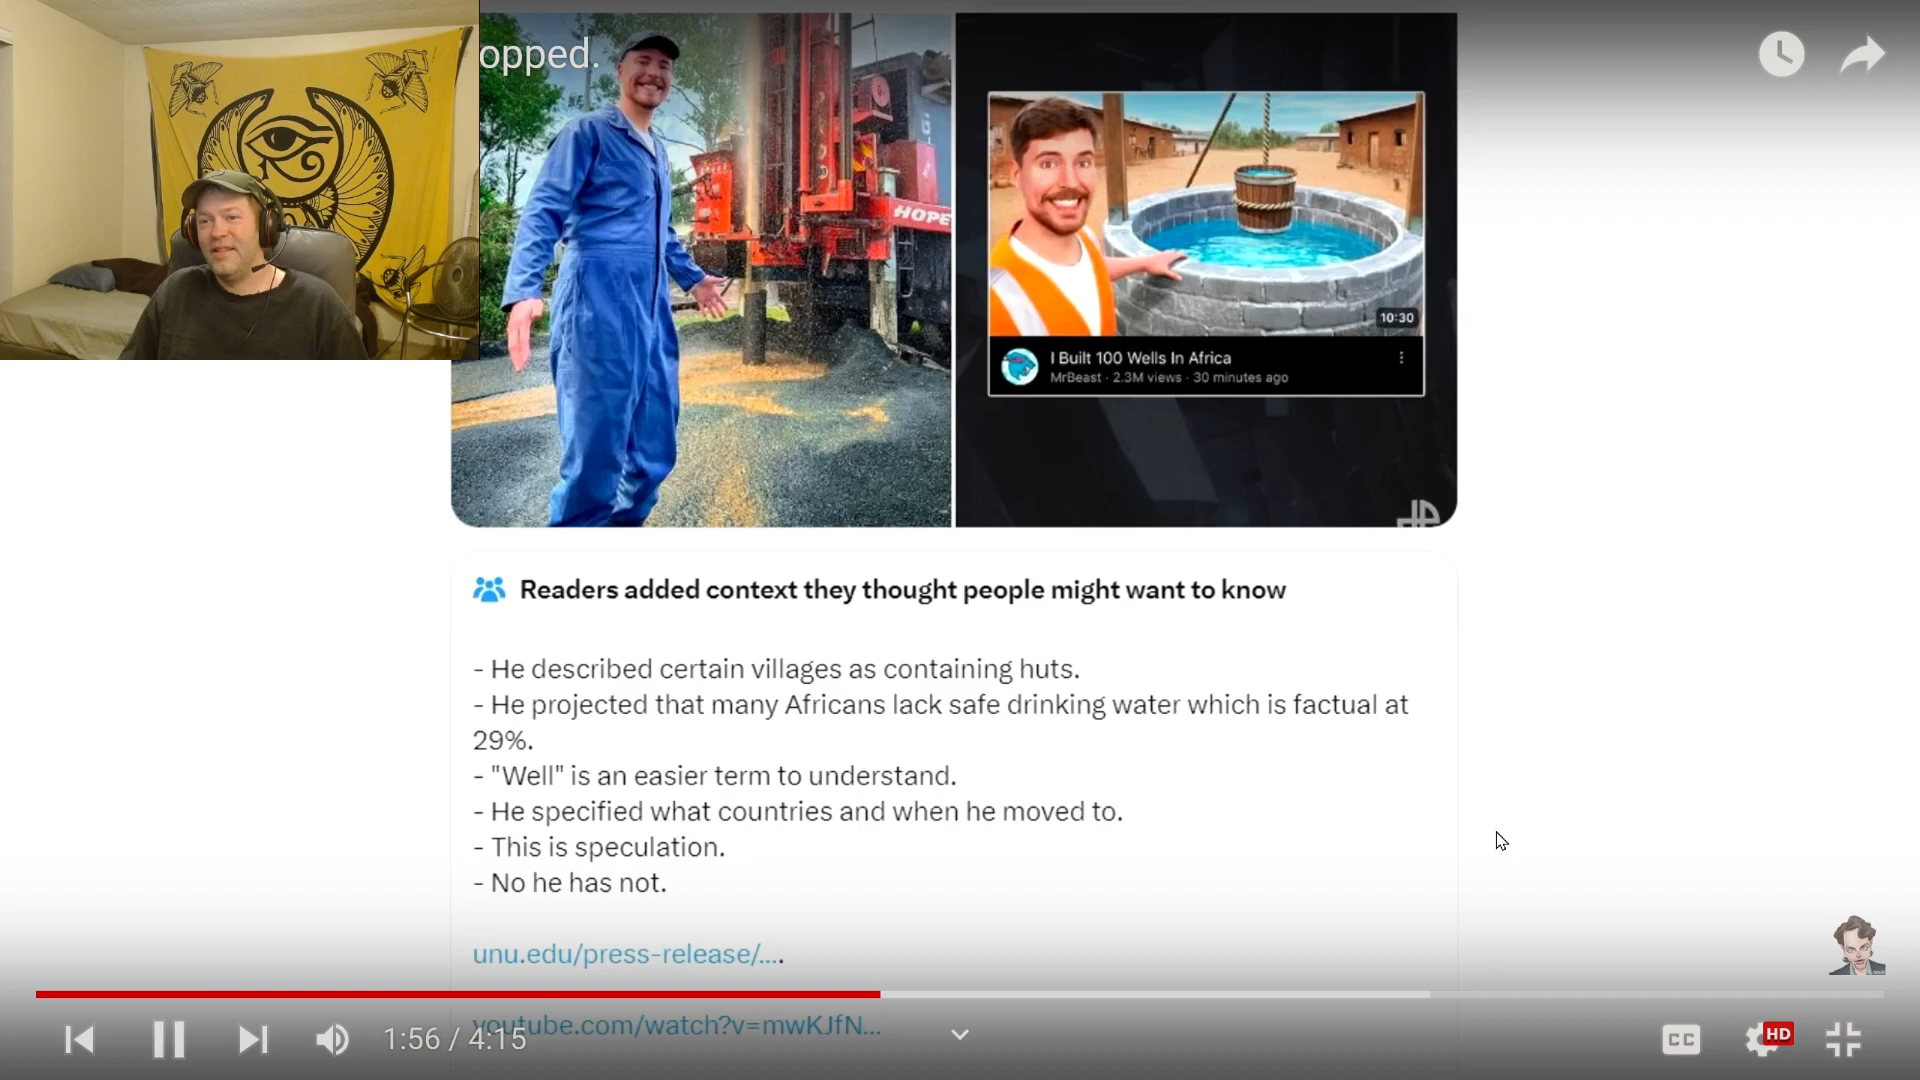 opped.
HOPE
10:30
I Built 100 Wells In Africa
MrBeast · 2.3M views · 30 minutes ago
Readers added context they thought people might want to know
- He described certain villages as containing huts.
- He projected that many Africans lack safe drinking water which is factual at
29%.
- "Well" is an easier term to understand.
- He specified what countries and when he moved to.
- This is speculation.
- No he has not.
unu.edu/press-release/....
youtube.com/watch?v=mwKJfN...
1:56 / 4:15
CC
HD